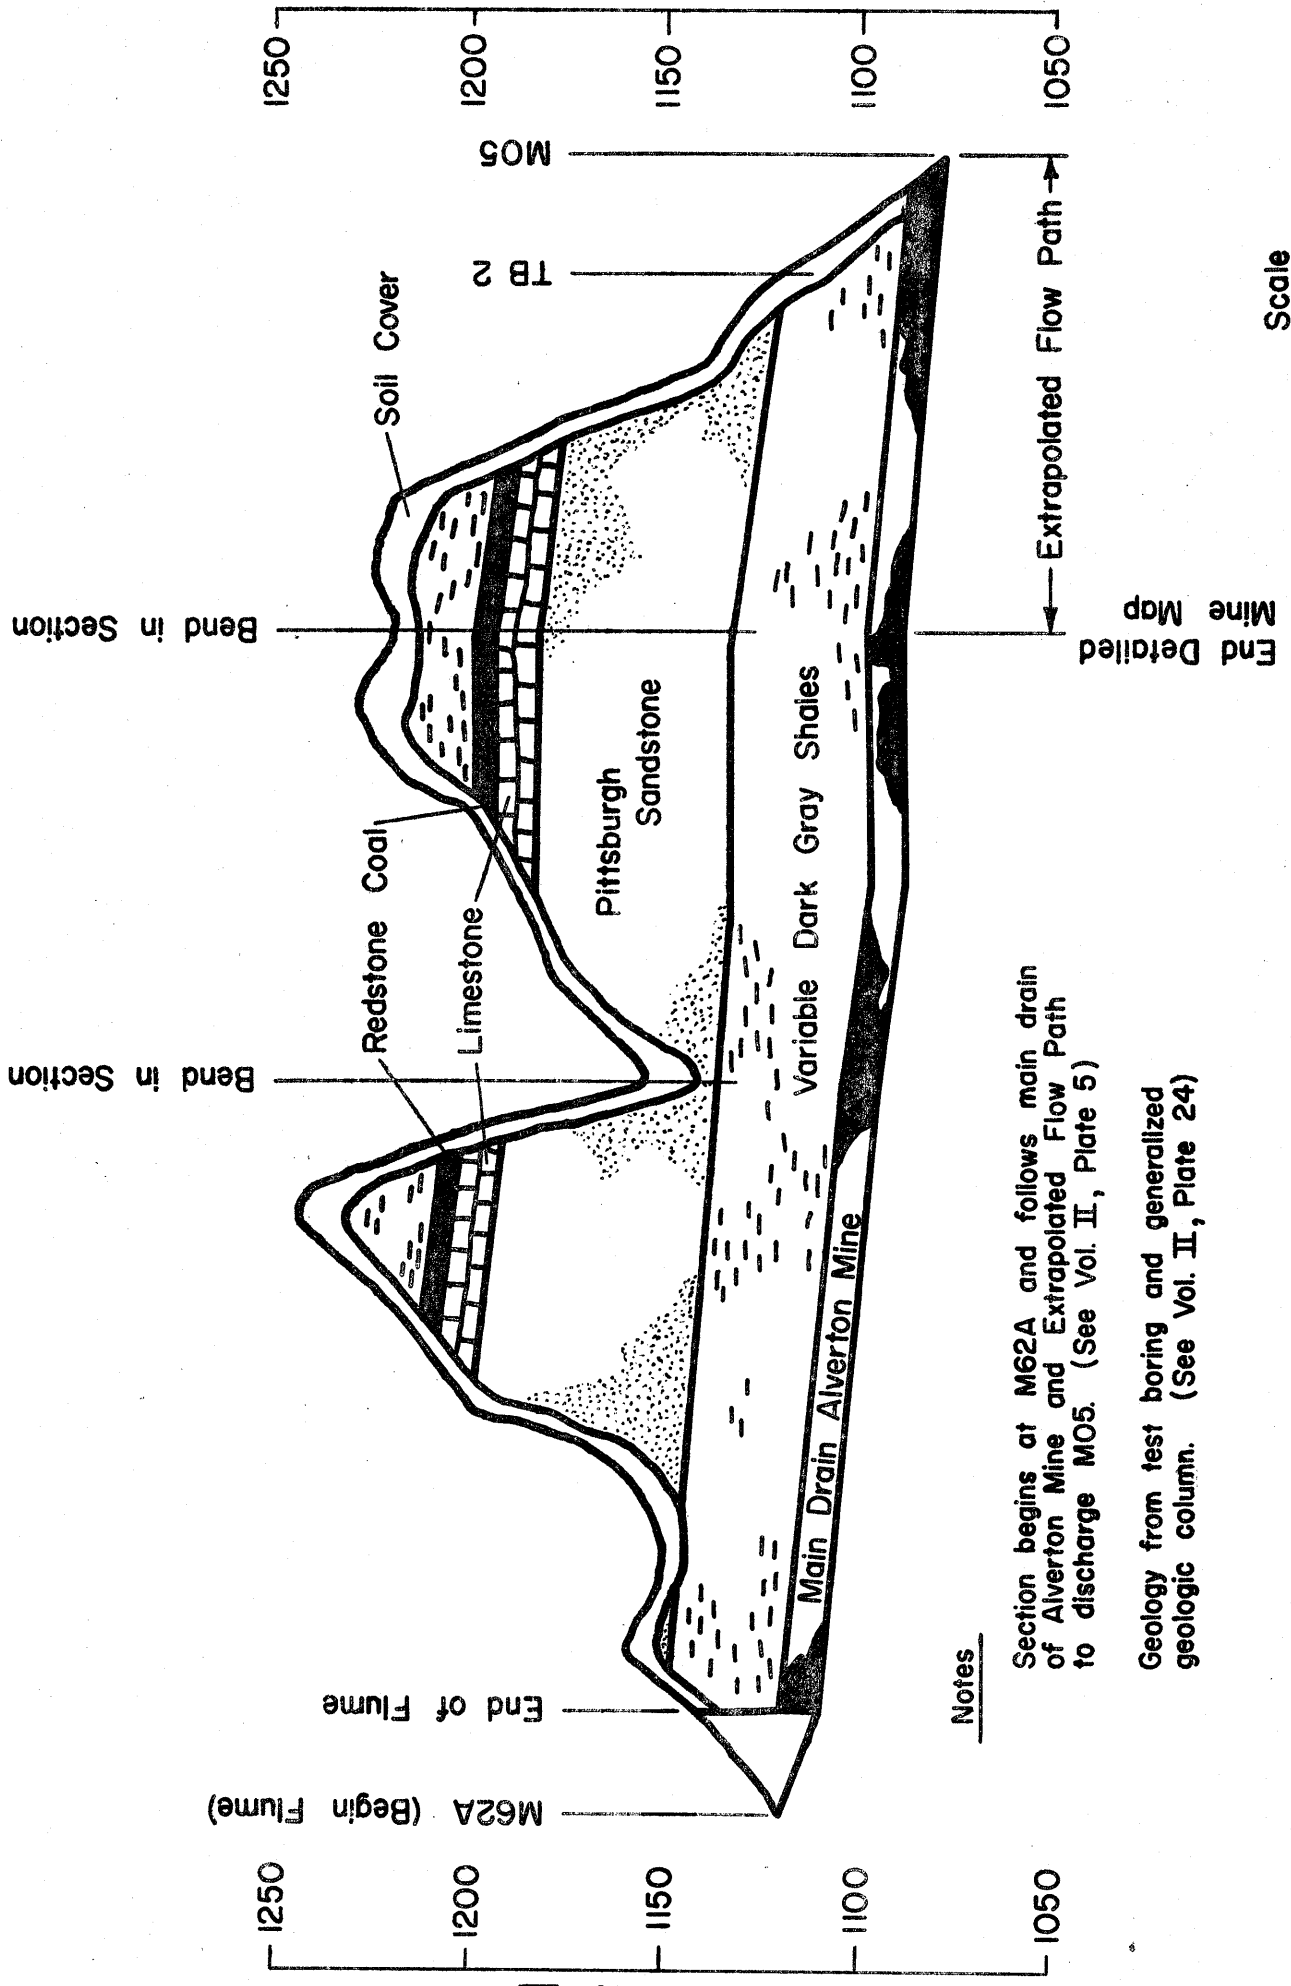 Bend in Section
Bend in Section
M62A (Begin Flume)
End of Flume
Redstone Coal
Limestone
Soil Cover
TB 2
MO5
1250
1200
1150
1100
1050
1250
1200
1150
1100
1050
Pittsburgh
Sandstone
Variable Dark Gray Shales
Main Drain Alverton Mine
End Detailed
Mine Map
Extrapolated Flow Path
Notes
Section begins at M62A and follows main drain
of Alverton Mine and Extrapolated Flow Path
to discharge MO5. (See Vol. II, Plate 5)
Geology from test boring and generalized
geologic column. (See Vol. II, Plate 24)
Scale